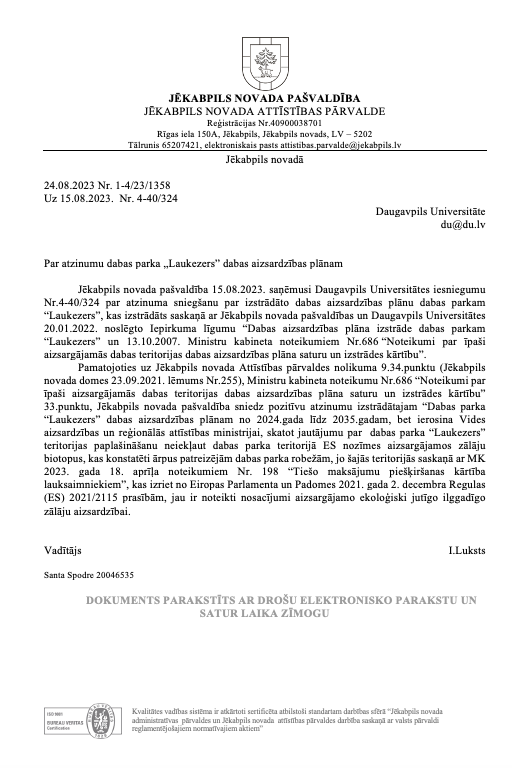 JĒKABPILS NOVADA PAŠVALDĪBA
JĒKABPILS NOVADA ATTĪSTĪBAS PĀRVALDE
Reģistrācijas Nr.40900038701
Rīgas iela 150A, Jēkabpils, Jēkabpils novads, LV – 5202
Tālrunis 65207421, elektroniskais pasts attistibas.parvalde@jekabpils.lv
Jēkabpils novadā
24.08.2023 Nr. 1-4/23/1358
Uz 15.08.2023. Nr. 4-40/324
Daugavpils Universitāte
du@du.lv
Par atzinumu dabas parka „Laukezers” dabas aizsardzības plānam
Jēkabpils novada pašvaldība 15.08.2023. saņēmusi Daugavpils Universitātes iesniegumu
Nr.4-40/324 par atzinuma sniegšanu par izstrādāto dabas aizsardzības plānu dabas parkam
“Laukezers”, kas izstrādāts saskaņā ar Jēkabpils novada pašvaldības un Daugavpils Universitātes
20.01.2022. noslēgto Iepirkuma līgumu “Dabas aizsardzības plāna izstrāde dabas parkam
“Laukezers” un 13.10.2007. Ministru kabineta noteikumiem Nr.686 “Noteikumi par īpaši
aizsargājamās dabas teritorijas dabas aizsardzības plāna saturu un izstrādes kārtību”.
Pamatojoties uz Jēkabpils novada Attīstības pārvaldes nolikuma 9.34.punktu (Jēkabpils
novada domes 23.09.2021. lēmums Nr.255), Ministru kabineta noteikumu Nr.686 “Noteikumi par
īpaši aizsargājamās dabas teritorijas dabas aizsardzības plāna saturu un izstrādes kārtību”
33.punktu, Jēkabpils novada pašvaldība sniedz pozitīvu atzinumu izstrādātajam “Dabas parka
“Laukezers” dabas aizsardzības plānam no 2024.gada līdz 2035.gadam, bet ierosina Vides
aizsardzības un reģionālās attīstības ministrijai, skatot jautājumu par dabas parka “Laukezers”
teritorijas paplašināšanu neiekļaut dabas parka teritorijā ES nozīmes aizsargājamos zālāju
biotopus, kas konstatēti ārpus patreizējām dabas parka robežām, jo šajās teritorijās saskaņā ar MK
2023. gada 18. aprīļa noteikumiem Nr. 198 “Tiešo maksājumu piešķiršanas kārtība
lauksaimniekiem”, kas izriet no Eiropas Parlamenta un Padomes 2021. gada 2. decembra Regulas
(ES) 2021/2115 prasībām, jau ir noteikti nosacījumi aizsargājamo ekoloģiski jutīgo ilggadīgo
zālāju aizsardzībai.
Vadītājs I.Luksts
Santa Spodre 20046535
DOKUMENTS PARAKSTĪTS AR DROŠU ELEKTRONISKO PARAKSTU UN
SATUR LAIKA ZĪMOGU
ISO 9001
BUREAU VERITAS
Certification
Kvalitātes vadības sistēma ir atkārtoti sertificēta atbilstoši standartam darbības sfērā “Jēkabpils novada
administratīvās pārvaldes un Jēkabpils novada attīstības pārvaldes darbība saskaņā ar valsts pārvaldi
reglamentējošajiem normatīvajiem aktiem”